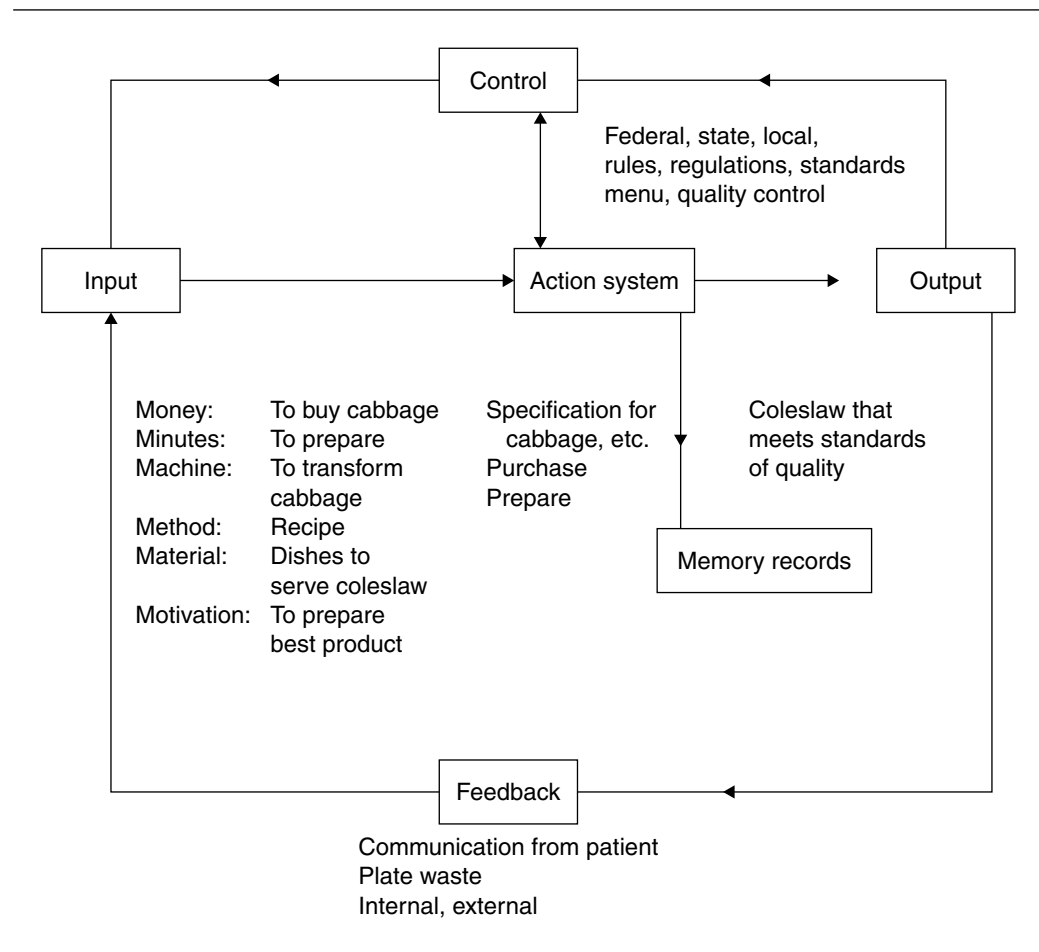 Control
Federal, state, local,
rules, regulations, standards
menu, quality control
Input
Action system
Output
Money: To buy cabbage
Minutes: To prepare
Machine: To transform
cabbage
Method: Recipe
Material: Dishes to
serve coleslaw
Motivation: To prepare
best product
Specification for
cabbage, etc.
Purchase
Prepare
Coleslaw that
meets standards
of quality
Memory records
Feedback
Communication from patient
Plate waste
Internal, external